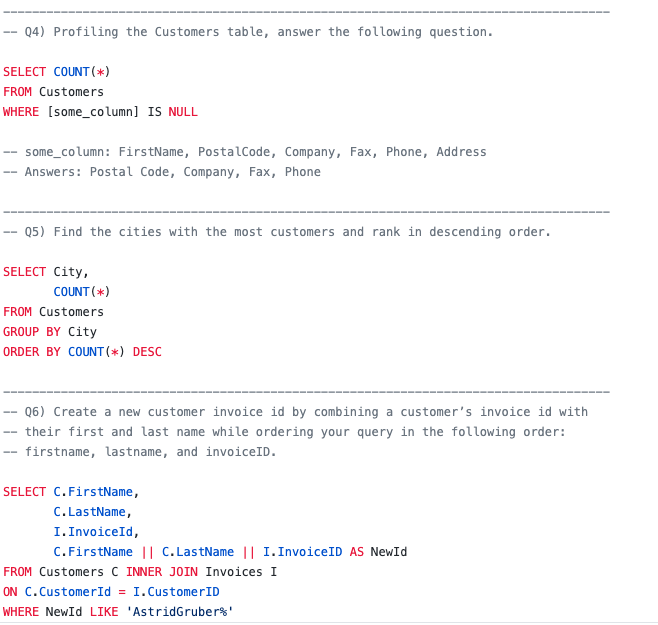 --------------------------------------------------------------------------------
-- Q4) Profiling the Customers table, answer the following question.
SELECT COUNT(*)
FROM Customers
WHERE [some_column] IS NULL
-- some_column: FirstName, PostalCode, Company, Fax, Phone, Address
-- Answers: Postal Code, Company, Fax, Phone
--------------------------------------------------------------------------------
-- Q5) Find the cities with the most customers and rank in descending order.
SELECT City,
       COUNT(*)
FROM Customers
GROUP BY City
ORDER BY COUNT(*) DESC
--------------------------------------------------------------------------------
-- Q6) Create a new customer invoice id by combining a customer’s invoice id with
-- their first and last name while ordering your query in the following order:
-- firstname, lastname, and invoiceID.
SELECT C.FirstName,
       C.LastName,
       I.InvoiceId,
       C.FirstName || C.LastName || I.InvoiceID AS NewId
FROM Customers C INNER JOIN Invoices I
ON C.CustomerId = I.CustomerID
WHERE NewId LIKE 'AstridGruber%'